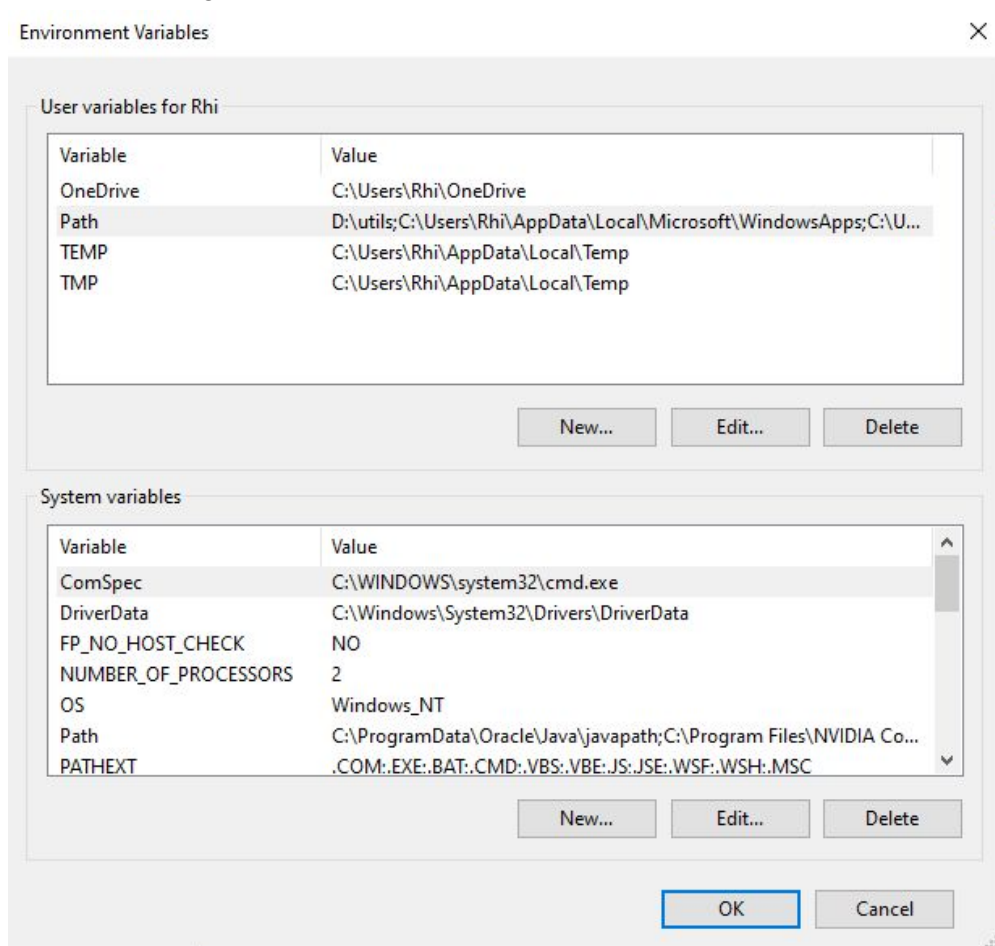 Environment Variables
User variables for Rhi
Variable Value
OneDrive C:\Users\Rhi\OneDrive
Path D:\utils;C:\Users\Rhi\AppData\Local\Microsoft\WindowsApps;C:\U...
TEMP C:\Users\Rhi\AppData\Local\Temp
TMP C:\Users\Rhi\AppData\Local\Temp
New... Edit... Delete
System variables
Variable Value
ComSpec C:\WINDOWS\system32\cmd.exe
DriverData C:\Windows\System32\Drivers\DriverData
FP_NO_HOST_CHECK NO
NUMBER_OF_PROCESSORS 2
OS Windows_NT
Path C:\ProgramData\Oracle\Java\javapath;C:\Program Files\NVIDIA Co...
PATHEXT .COM;.EXE;.BAT;.CMD;.VBS;.VBE;.JS;.JSE;.WSF;.WSH;.MSC
New... Edit... Delete
OK Cancel